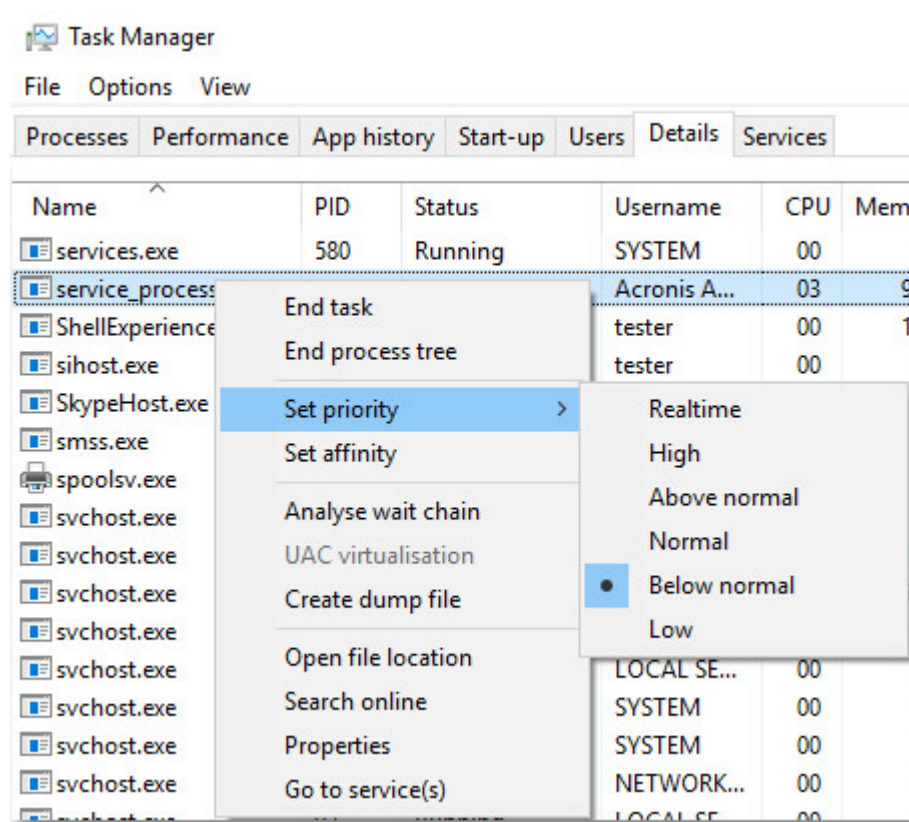 Task Manager
File Options View
Processes Performance App history Start-up Users Details Services
Name PID Status Username CPU Mem
services.exe 580 Running SYSTEM 00
service_process Acronis A... 03 9
ShellExperience tester 00 1
sihost.exe tester 00
SkypeHost.exe
smss.exe
spoolsv.exe
svchost.exe
svchost.exe
svchost.exe
svchost.exe
svchost.exe LOCAL SE... 00
svchost.exe SYSTEM 00
svchost.exe SYSTEM 00
svchost.exe NETWORK... 00
End task
End process tree
Set priority
Set affinity
Analyse wait chain
UAC virtualisation
Create dump file
Open file location
Search online
Properties
Go to service(s)
Realtime
High
Above normal
Normal
Below normal
Low